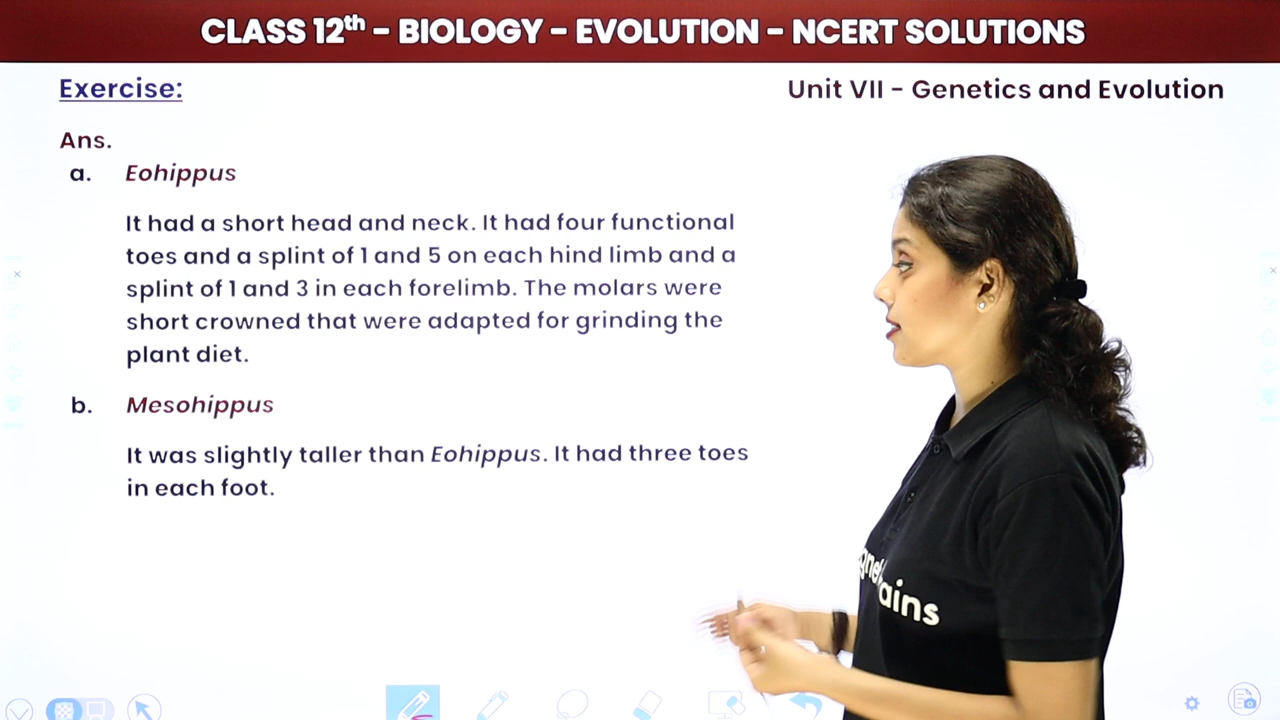 CLASS 12th - BIOLOGY - EVOLUTION - NCERT SOLUTIONS
Exercise:
Unit VII - Genetics and Evolution
Ans.
a. Eohippus
It had a short head and neck. It had four functional
toes and a splint of 1 and 5 on each hind limb and a
splint of 1 and 3 in each forelimb. The molars were
short crowned that were adapted for grinding the
plant diet.
b. Mesohippus
It was slightly taller than Eohippus. It had three toes
in each foot.